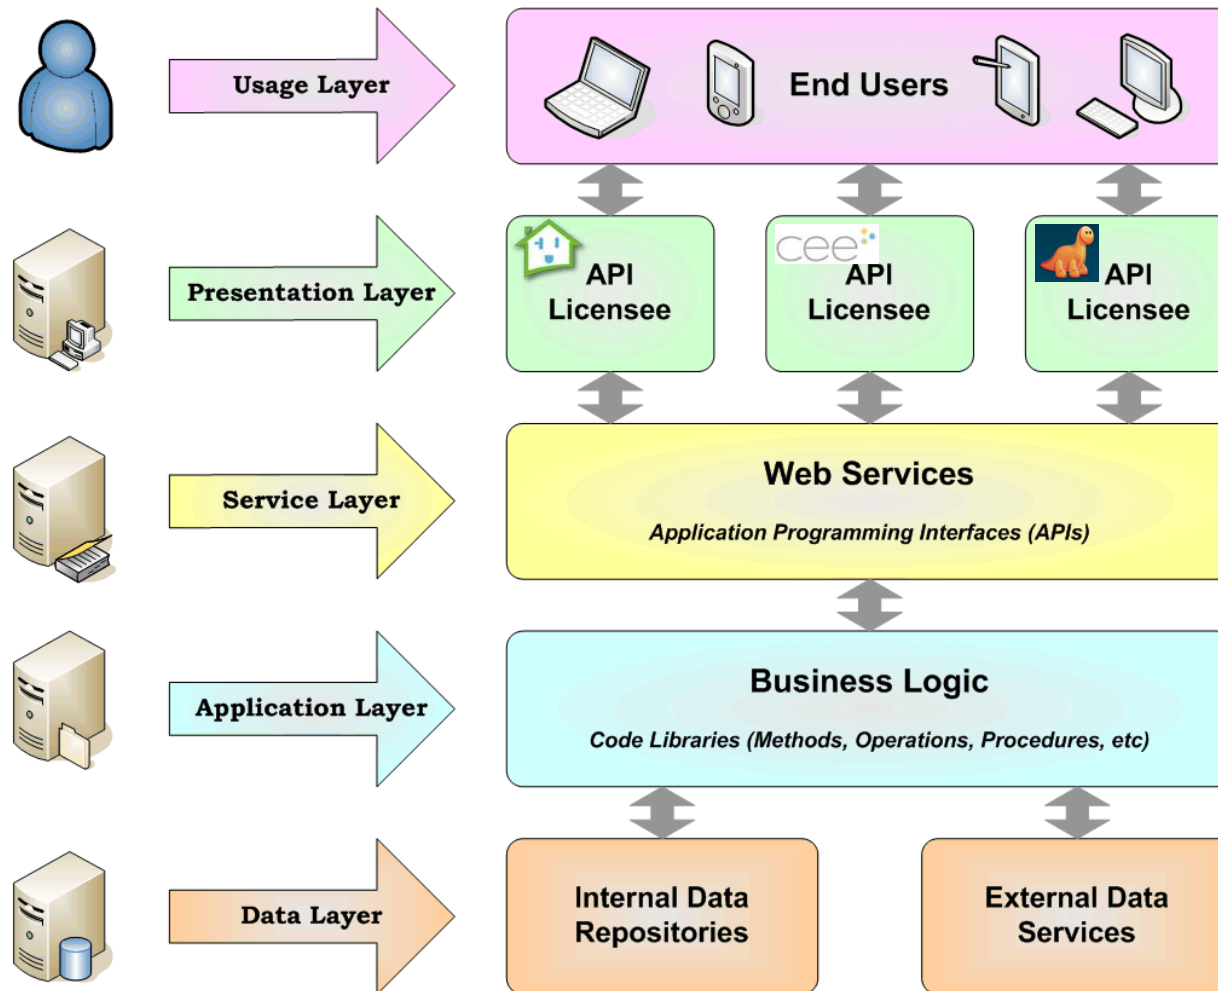 Usage Layer
End Users
Presentation Layer
API
Licensee
cee
API
Licensee
API
Licensee
Service Layer
Web Services
Application Programming Interfaces (APIs)
Application Layer
Business Logic
Code Libraries (Methods, Operations, Procedures, etc)
Data Layer
Internal Data
Repositories
External Data
Services